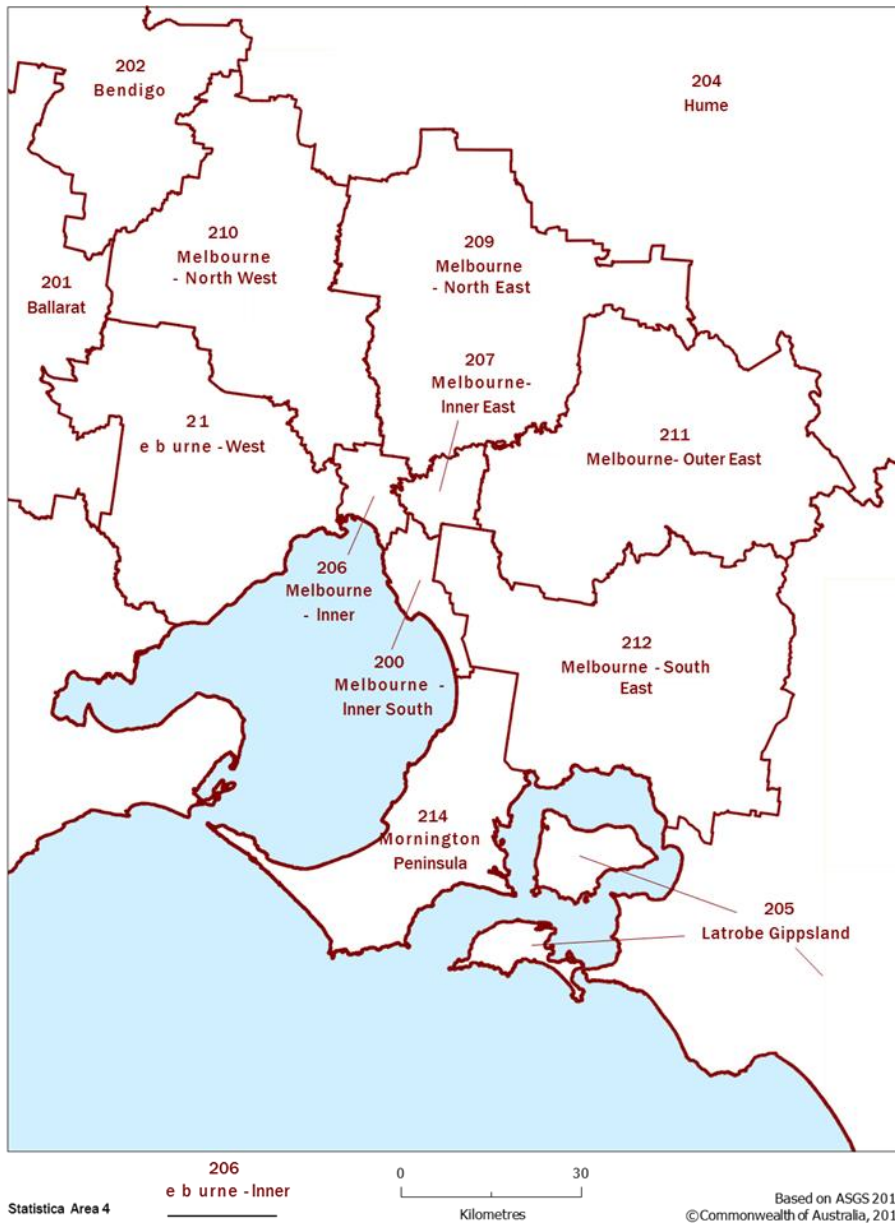 202
Bendigo
204
Hume
210
Melbourne
- North West
209
Melbourne
- North East
201
Ballarat
207
Melbourne-
Inner East
21
e b urne - West
211
Melbourne- Outer East
206
Melbourne
- Inner
200
Melbourne -
Inner South
212
Melbourne - South
East
214
Mornington
Peninsula
205
Latrobe Gippsland
206
e b urne - Inner
Statistica Area 4
0 30
Kilometres
Based on ASGS 201
© Commonwealth of Australia, 201